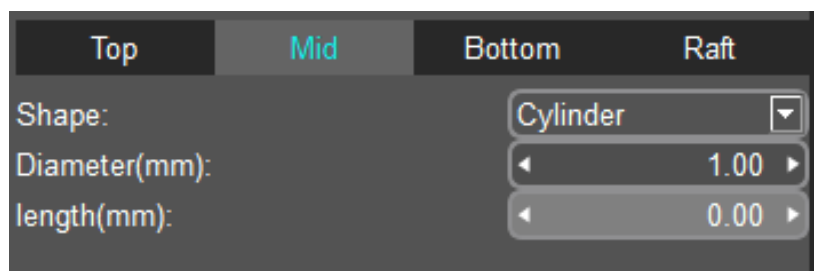 Top Mid Bottom Raft
Shape: Cylinder
Diameter(mm): 1.00
length(mm): 0.00